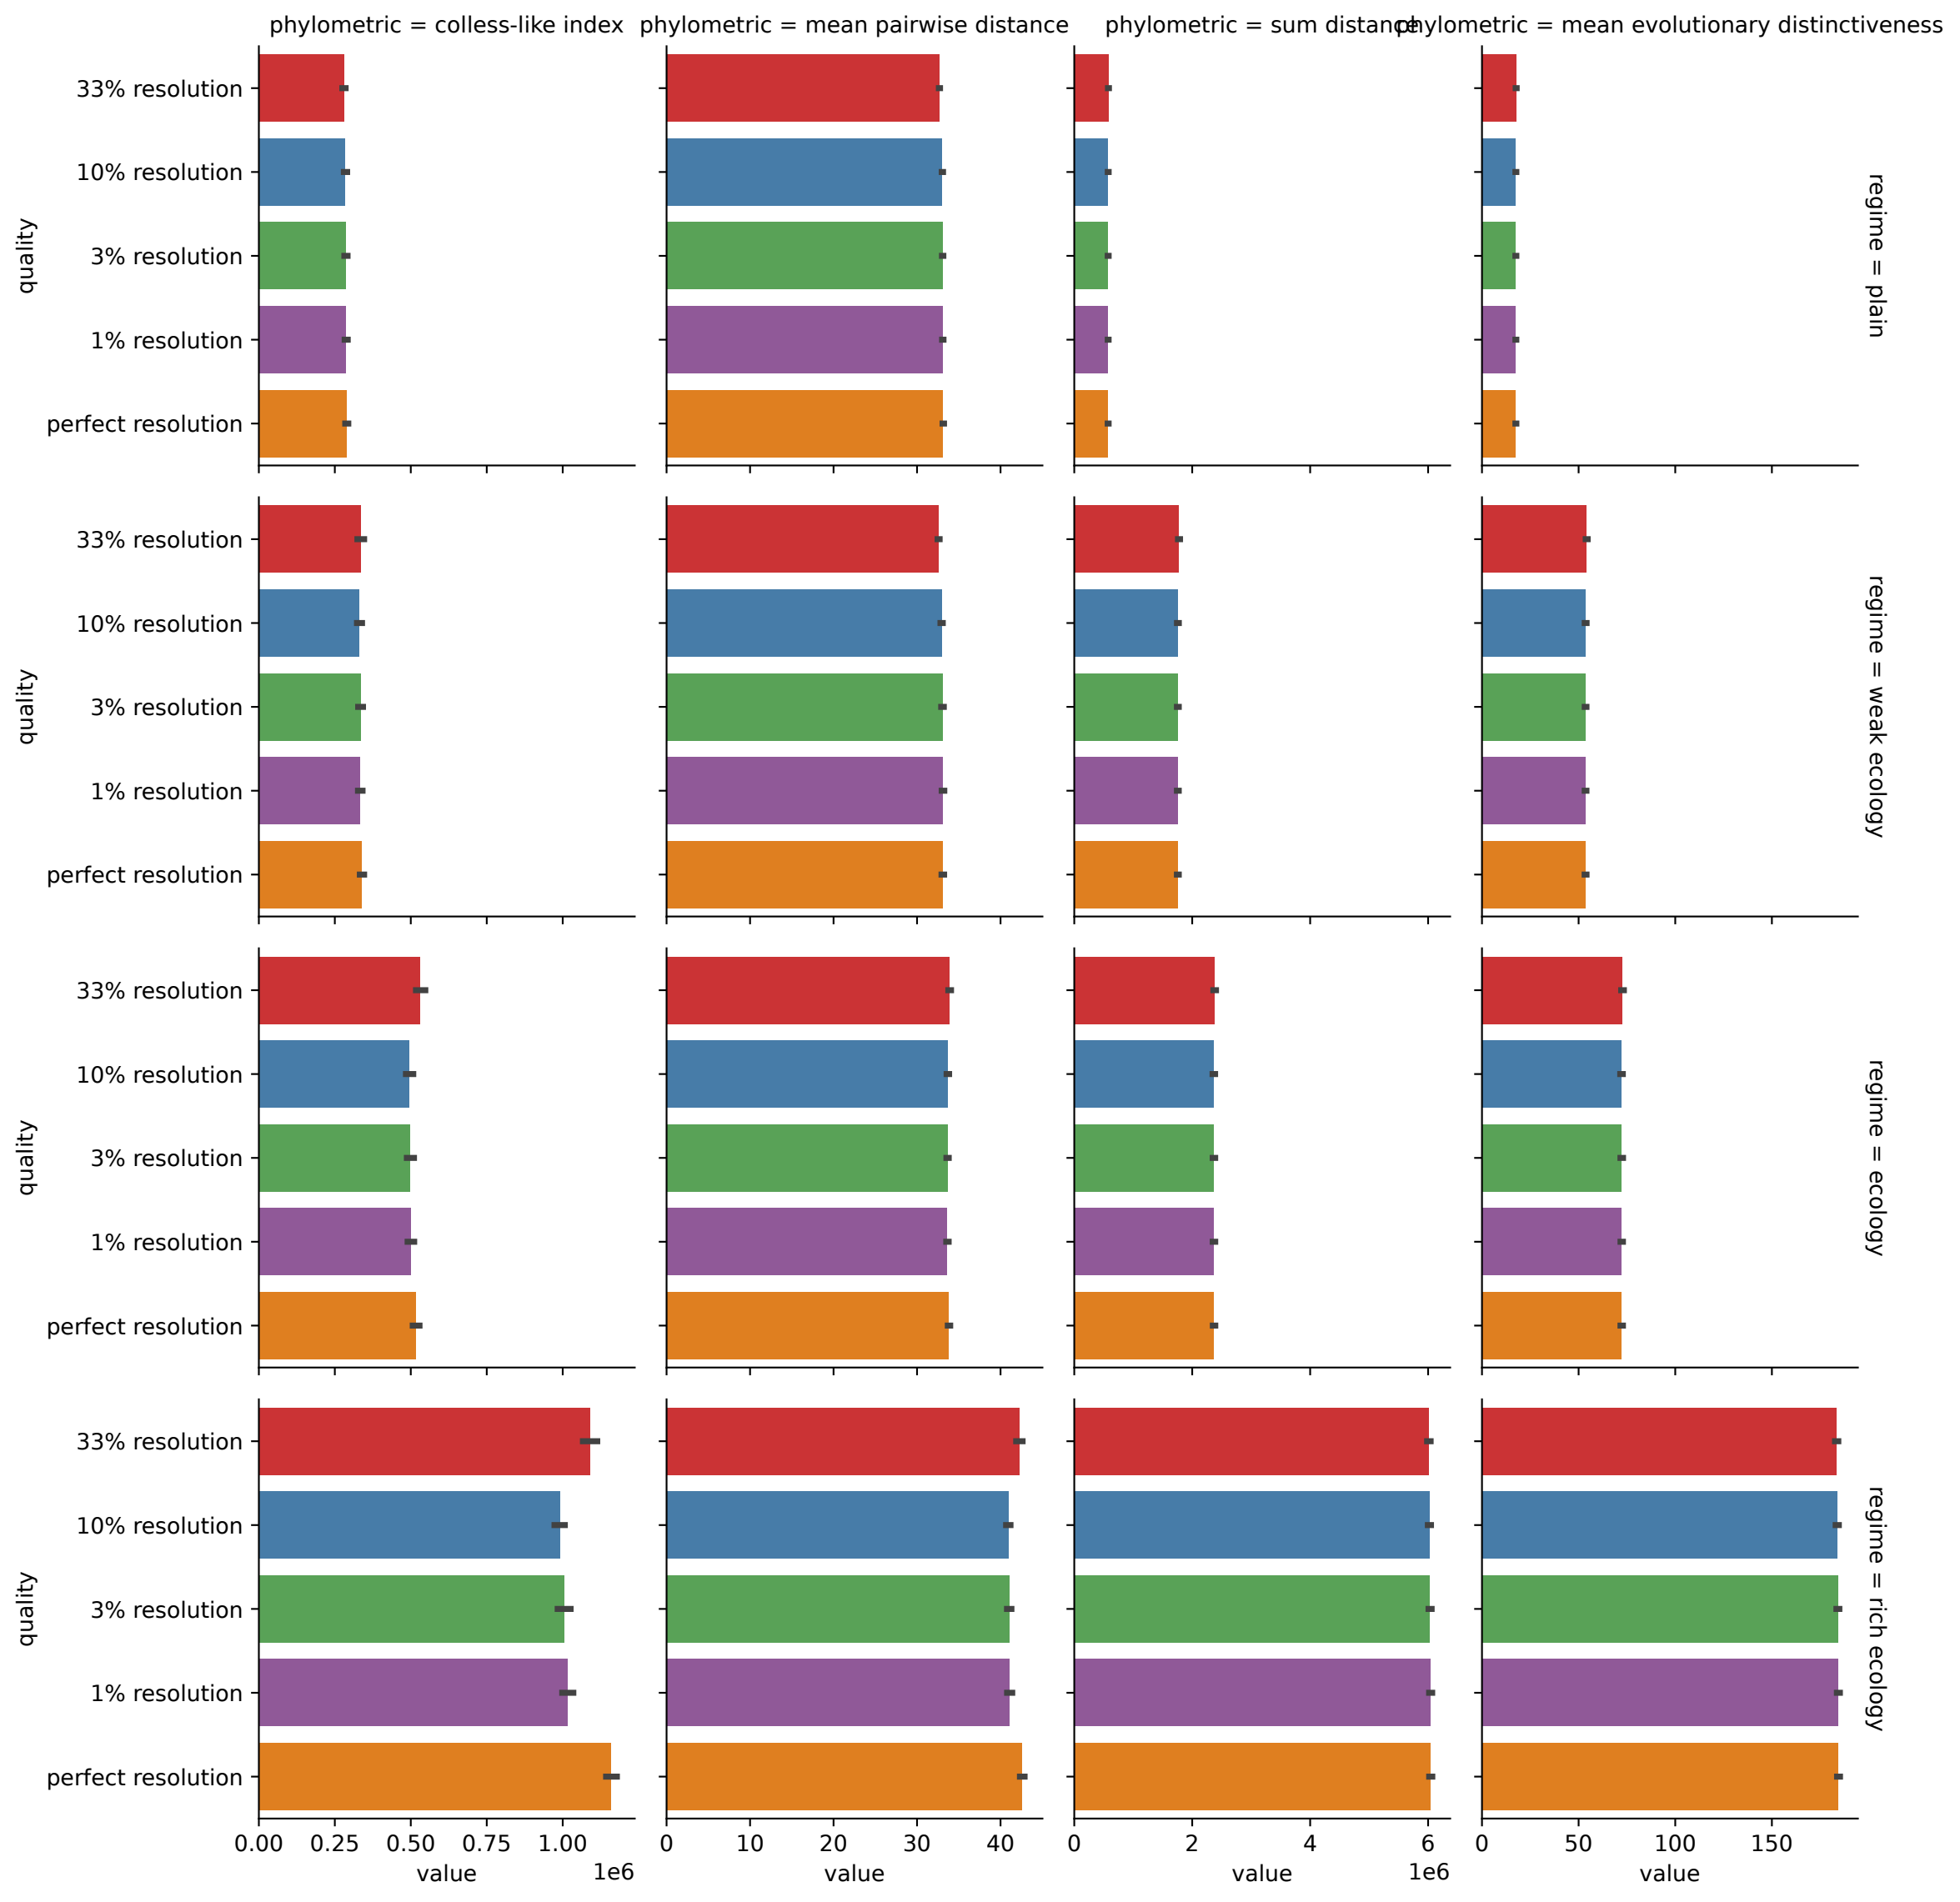 phylometric = colless-like index
phylometric = mean pairwise distance
phylometric = sum distance
phylometric = mean evolutionary distinctiveness
quality
33% resolution
10% resolution
3% resolution
1% resolution
perfect resolution
regime = plain
quality
33% resolution
10% resolution
3% resolution
1% resolution
perfect resolution
regime = weak ecology
quality
33% resolution
10% resolution
3% resolution
1% resolution
perfect resolution
regime = ecology
quality
33% resolution
10% resolution
3% resolution
1% resolution
perfect resolution
regime = rich ecology
0.00 0.25 0.50 0.75 1.00
1e6
value
0 10 20 30 40
value
0 2 4 6
1e6
value
0 50 100 150
value